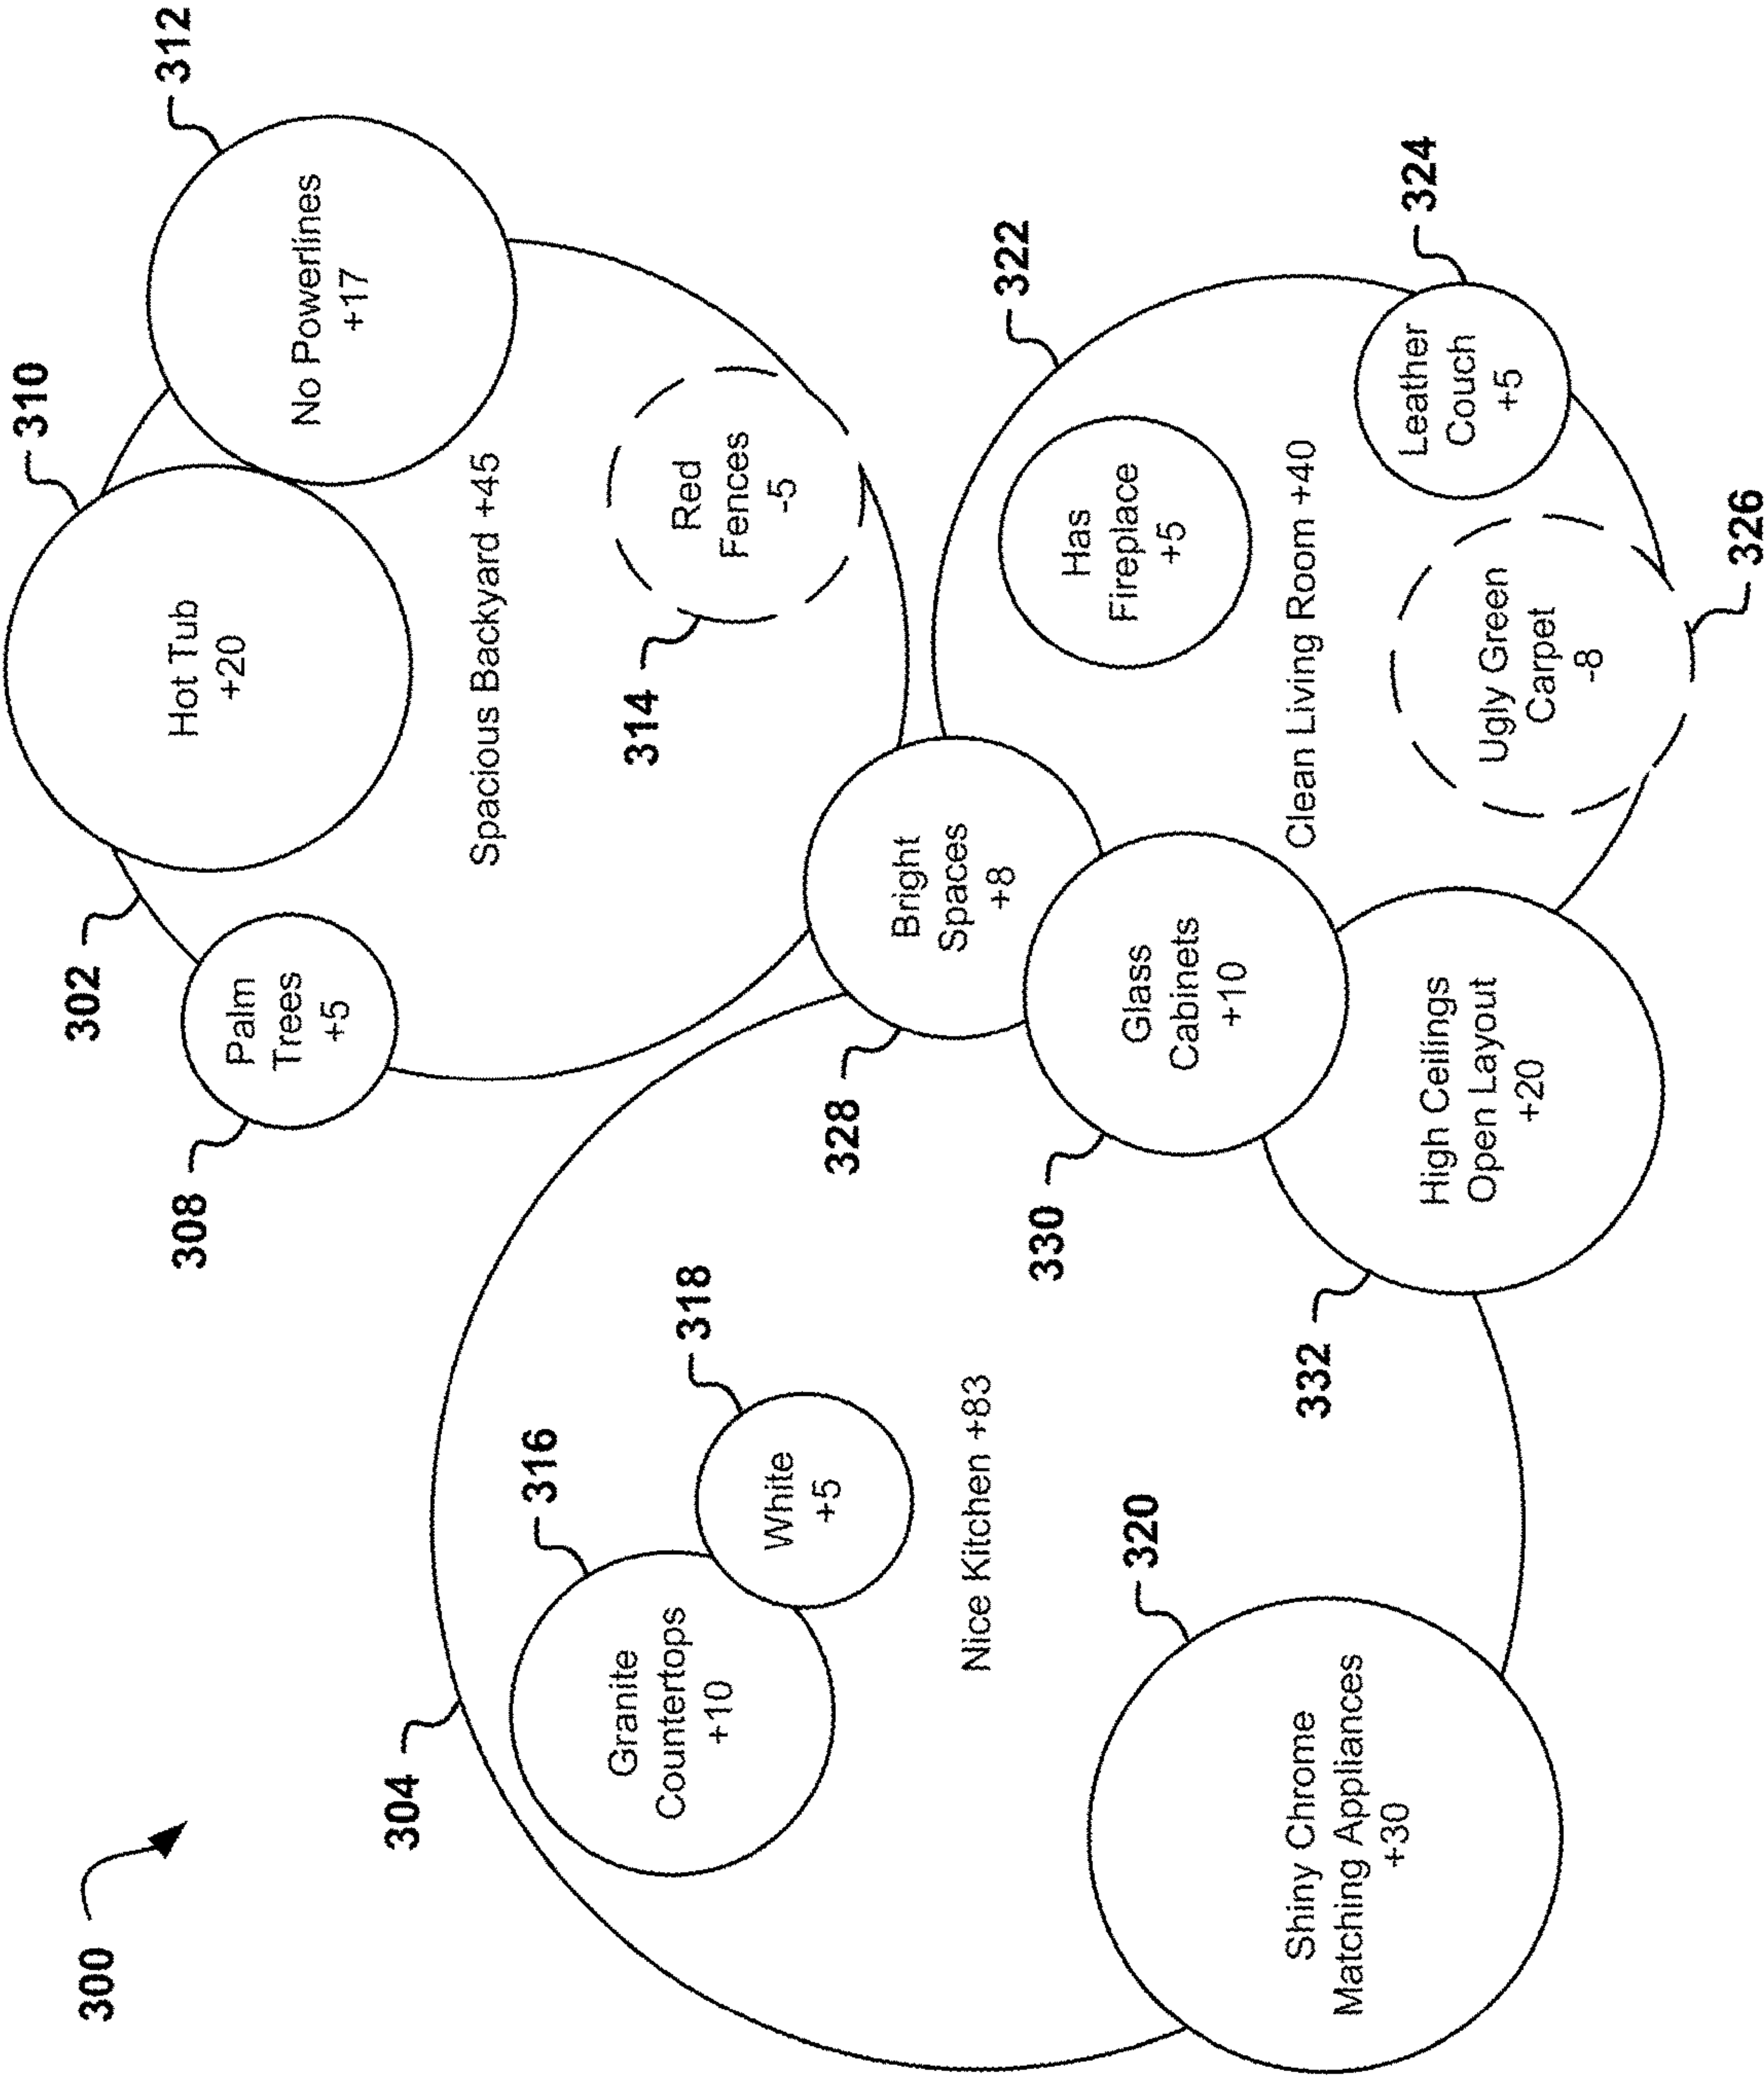 300
302
308
Palm
Trees
+5
310
Hot Tub
+20
312
No Powerlines
+17
Spacious Backyard +45
314
Red
Fences
-5
304
316
Granite
Countertops
+10
318
White
+5
Nice Kitchen +83
320
Shiny Chrome
Matching Appliances
+30
328
Bright
Spaces
+8
330
Glass
Cabinets
+10
332
High Ceilings
Open Layout
+20
322
Has
Fireplace
+5
Clean Living Room +40
324
Leather
Couch
+5
Ugly Green
Carpet
-8
326